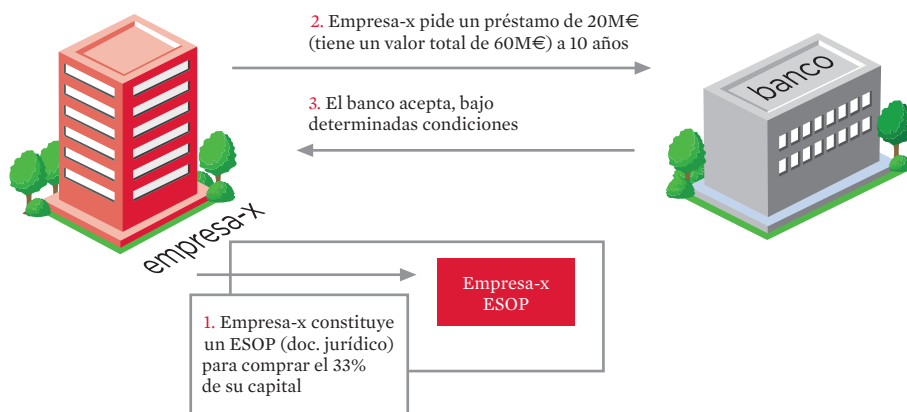 2. Empresa-x pide un préstamo de 20M€
(tiene un valor total de 60M€) a 10 años
banco
3. El banco acepta, bajo
determinadas condiciones
empresa-x
Empresa-x
ESOP
1. Empresa-x constituye
un ESOP (doc. jurídico)
para comprar el 33%
de su capital